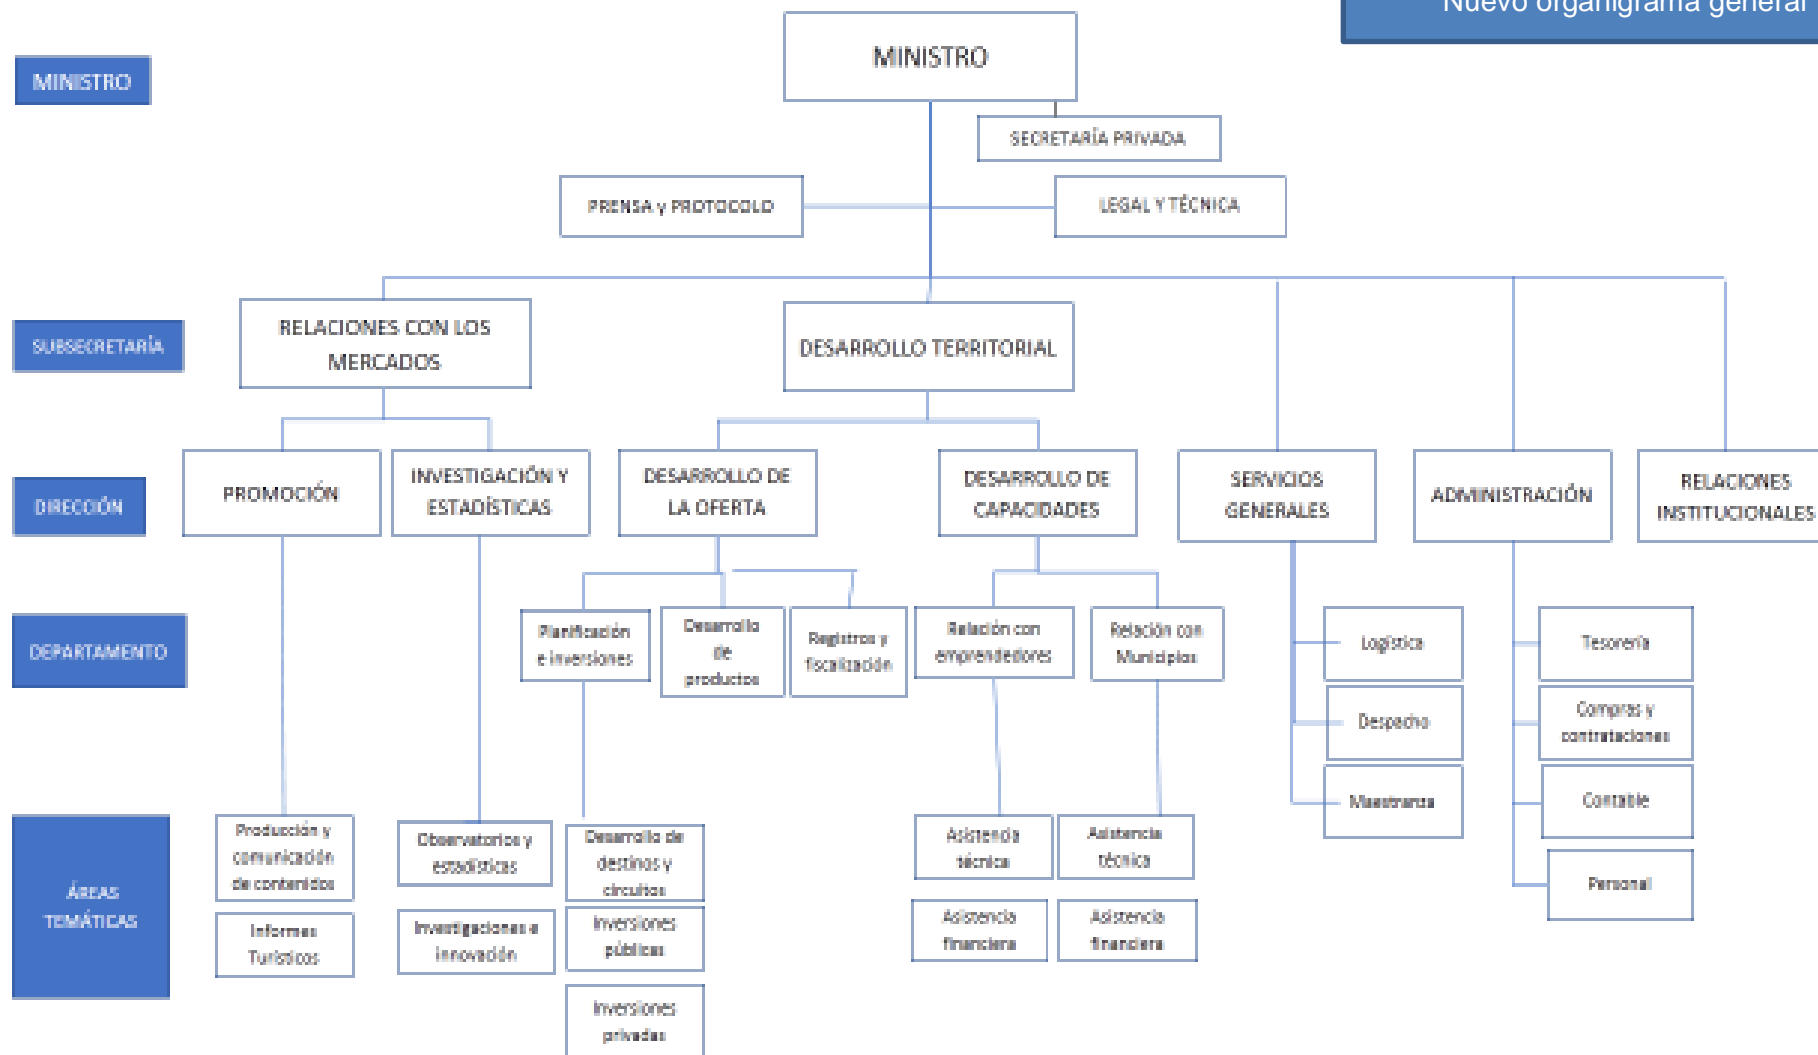 Nuevo organigrama general
MINISTRO
MINISTRO
SECRETARÍA PRIVADA
PRENSA y PROTOCOLO
LEGAL Y TÉCNICA
SUBSECRETARÍA
RELACIONES CON LOS
MERCADOS
DESARROLLO TERRITORIAL
DIRECCIÓN
PROMOCIÓN
INVESTIGACIÓN Y
ESTADÍSTICAS
DESARROLLO DE
LA OFERTA
DESARROLLO DE
CAPACIDADES
SERVICIOS
GENERALES
ADMINISTRACIÓN
RELACIONES
INSTITUCIONALES
DEPARTAMENTO
Planificación
e inversiones
Desarrollo
de
productos
Registros y
fiscalización
Relación con
emprendedores
Relación con
Municipios
Logística
Despacho
Maestranza
Tesorería
Compras y
contrataciones
Contable
Personal
ÁREAS
TEMÁTICAS
Producción y
comunicación
de contenidos
Informes
Turísticos
Observatorios y
estadísticas
Investigaciones e
innovación
Desarrollo de
destinos y
circuitos
Inversiones
públicas
Inversiones
privadas
Asistencia
técnica
Asistencia
financiera
Asistencia
técnica
Asistencia
financiera